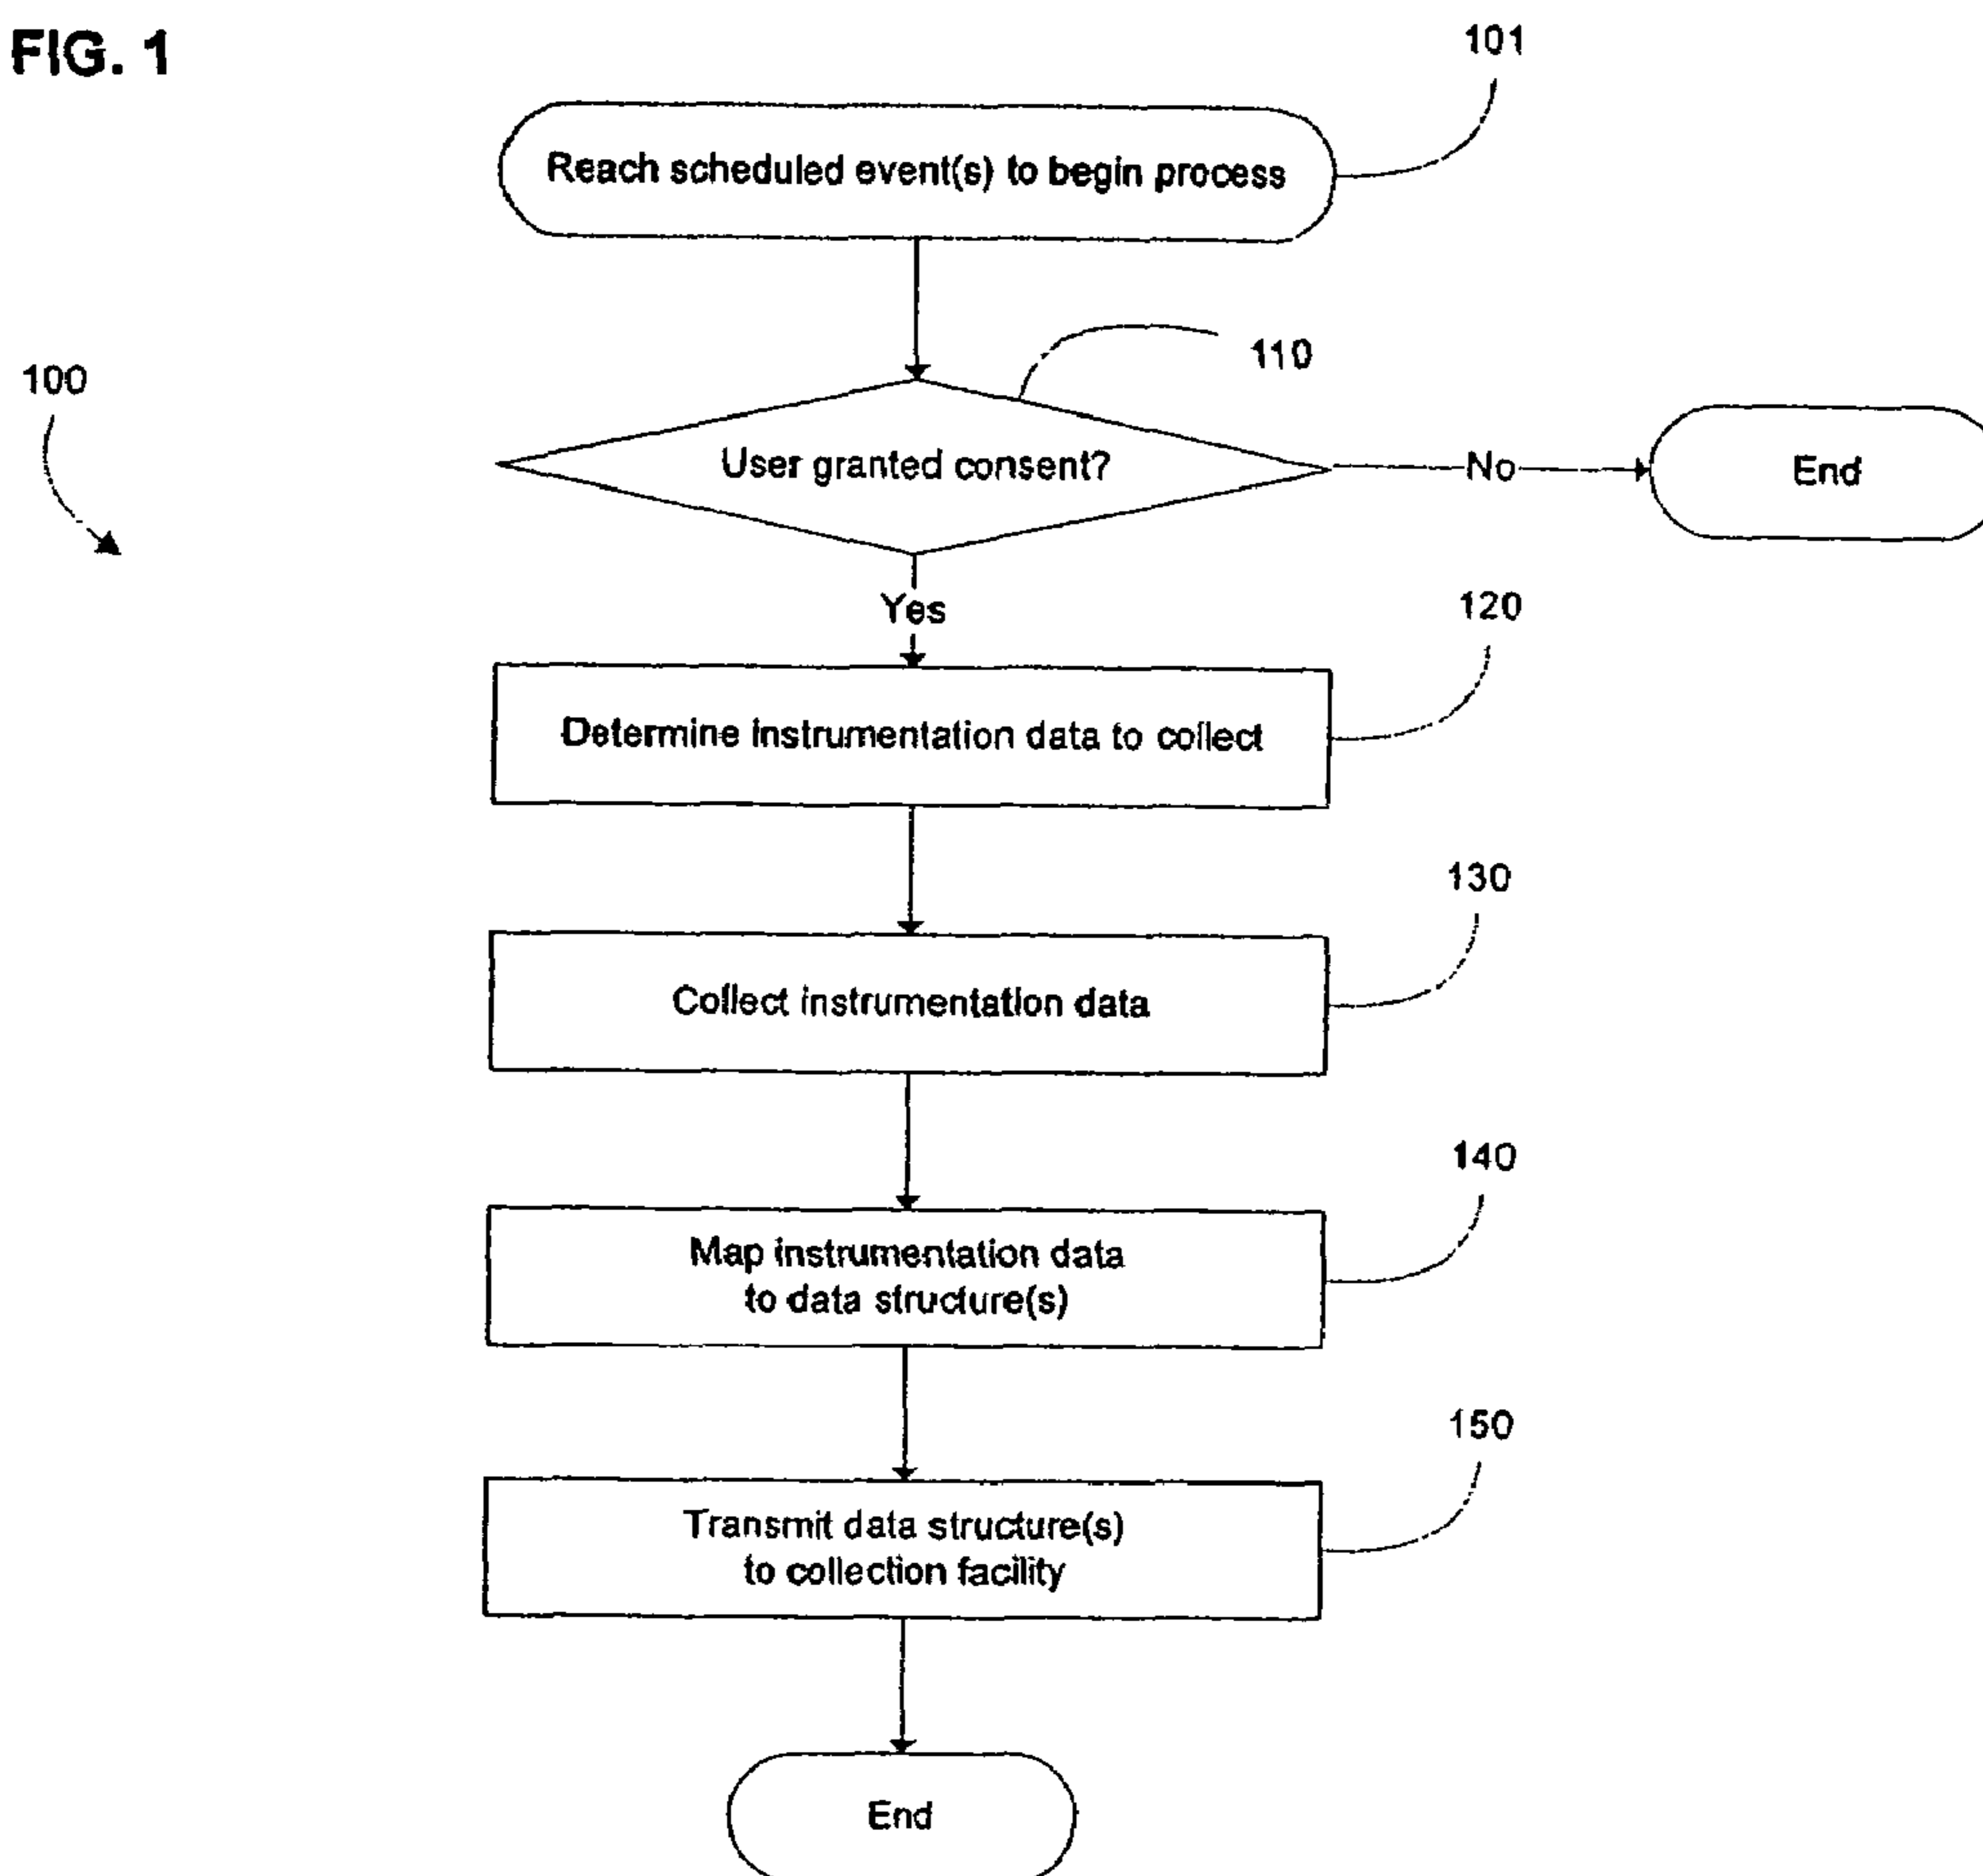 FIG. 1
101
Reach scheduled event(s) to begin process
110
100
User granted consent?
No
End
Yes
120
Determine instrumentation data to collect
130
Collect instrumentation data
140
Map instrumentation data
to data structure(s)
150
Transmit data structure(s)
to collection facility
End